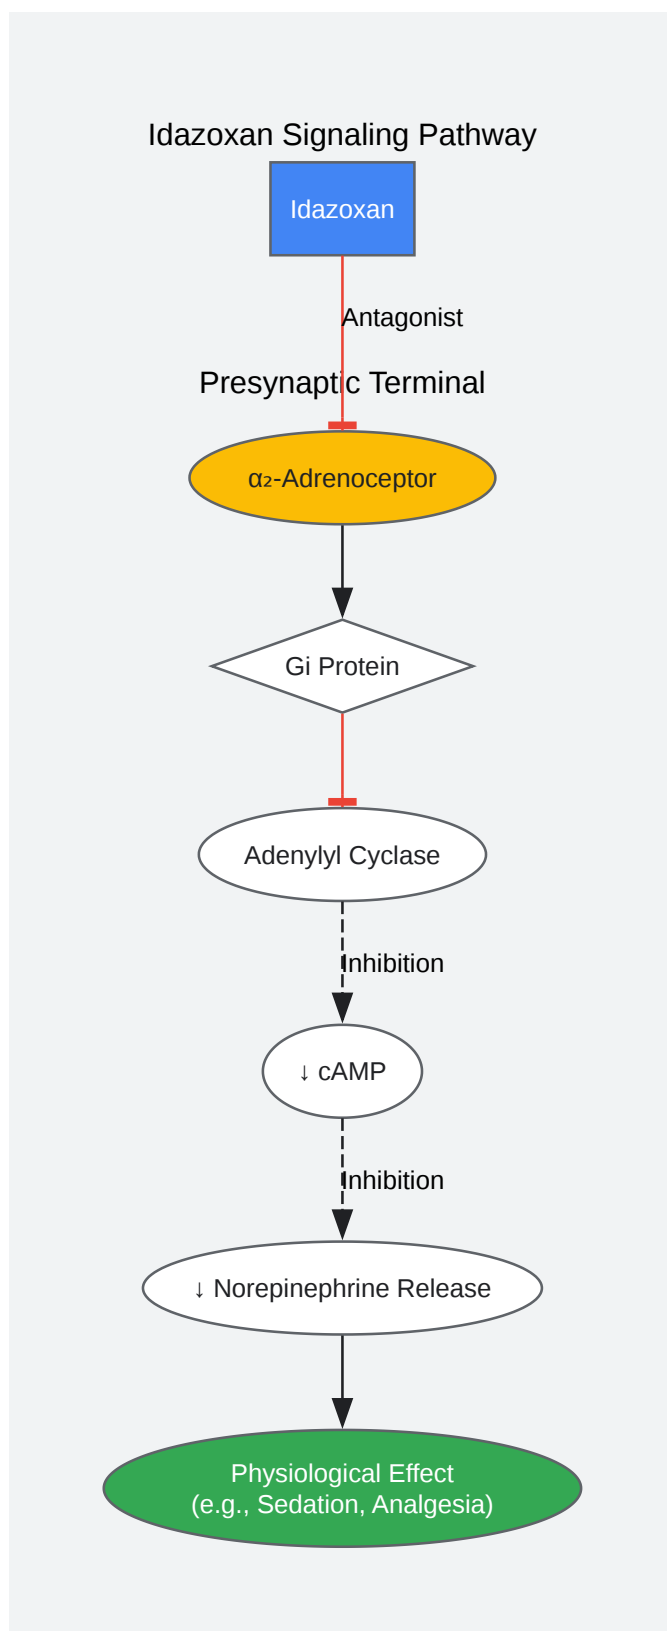 Idazoxan Signaling Pathway
Idazoxan
Antagonist
Presynaptic Terminal
α₂-Adrenoceptor
Gi Protein
Adenylyl Cyclase
Inhibition
↓ cAMP
Inhibition
↓ Norepinephrine Release
Physiological Effect
(e.g., Sedation, Analgesia)